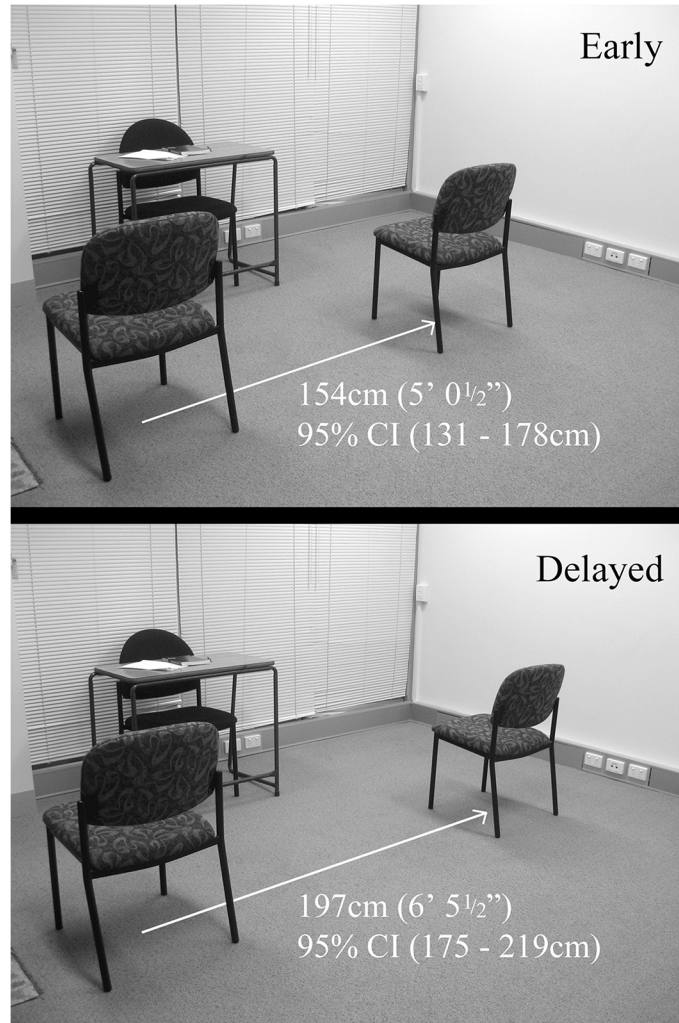 Early
154cm (5’ 01/2”)
95% CI (131 - 178cm)
Delayed
197cm (6’ 51/2”)
95% CI (175 - 219cm)